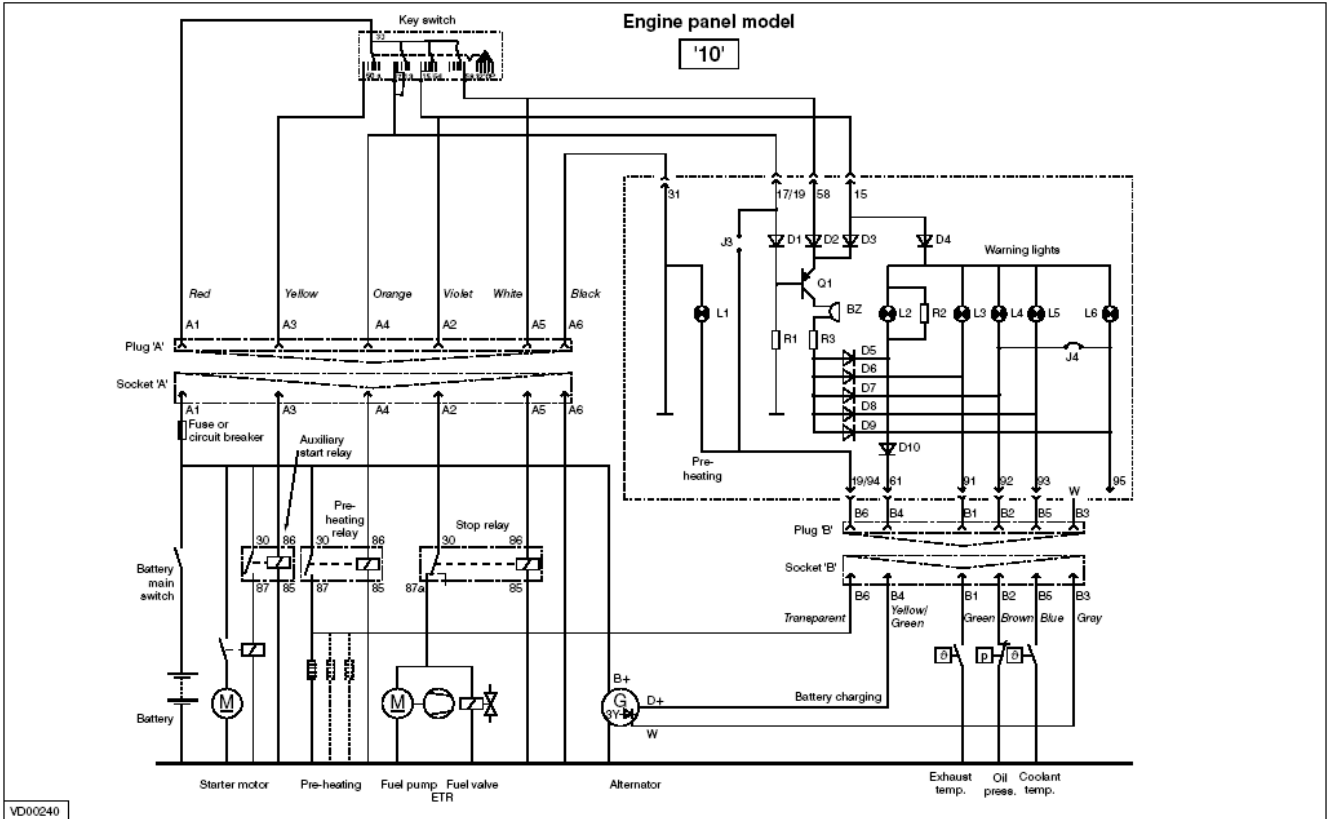 Engine panel model
'10'
Key switch
30
31
17/19
58
15
J3
D1
D2
D3
D4
Warning lights
Q1
BZ
L1
L2
R2
L3
L4
L5
L6
R1
R3
J4
D5
D6
D7
D8
D9
D10
Pre-
heating
19/94
61
91
92
93
W
95
Red
Yellow
Orange
Violet
White
Black
A1
A3
A4
A2
A5
A6
Plug 'A'
Socket 'A'
A1
A3
A4
A2
A5
A6
Fuse or
circuit breaker
Auxiliary
start relay
Pre-
heating
relay
Stop relay
30
86
30
86
30
86
87
85
87
85
87a
85
Battery
main
switch
B6
B4
B1
B2
B5
B3
Plug 'B'
Socket 'B'
B6
B4
B1
B2
B5
B3
Transparent
Yellow/
Green
Green
Brown
Blue
Gray
ϑ
p
ϑ
Battery
M
M
B+
G
3Y
D+
W
Battery charging
Starter motor
Pre-heating
Fuel pump
Fuel valve
ETR
Alternator
Exhaust
temp.
Oil
press.
Coolant
temp.
VD00240